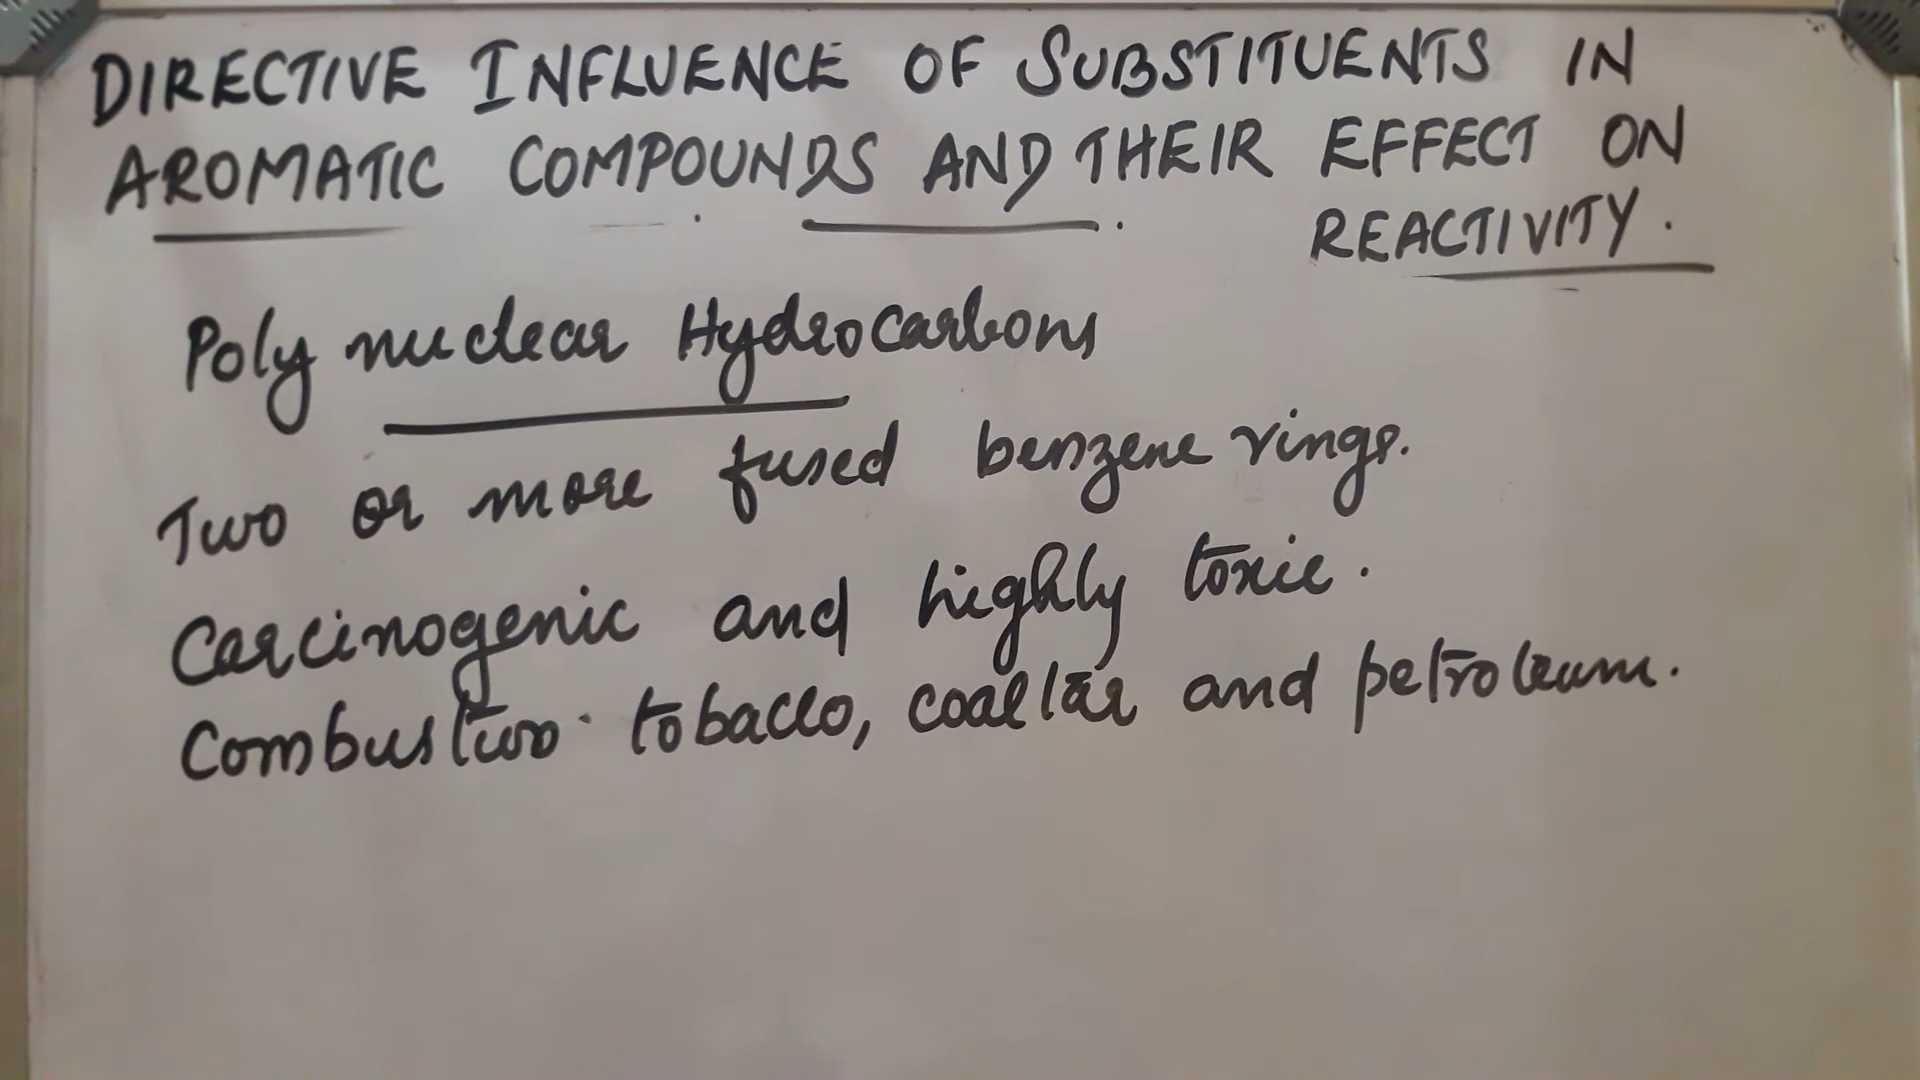 DIRECTIVE INFLUENCE OF SUBSTITUENTS IN
AROMATIC COMPOUNDS AND THEIR EFFECT ON
REACTIVITY.
Poly nuclear Hydrocarbons
Two or more fused benzene rings.
Carcinogenic and highly toxic.
Combustion tobacco, coaltar and petroleum.